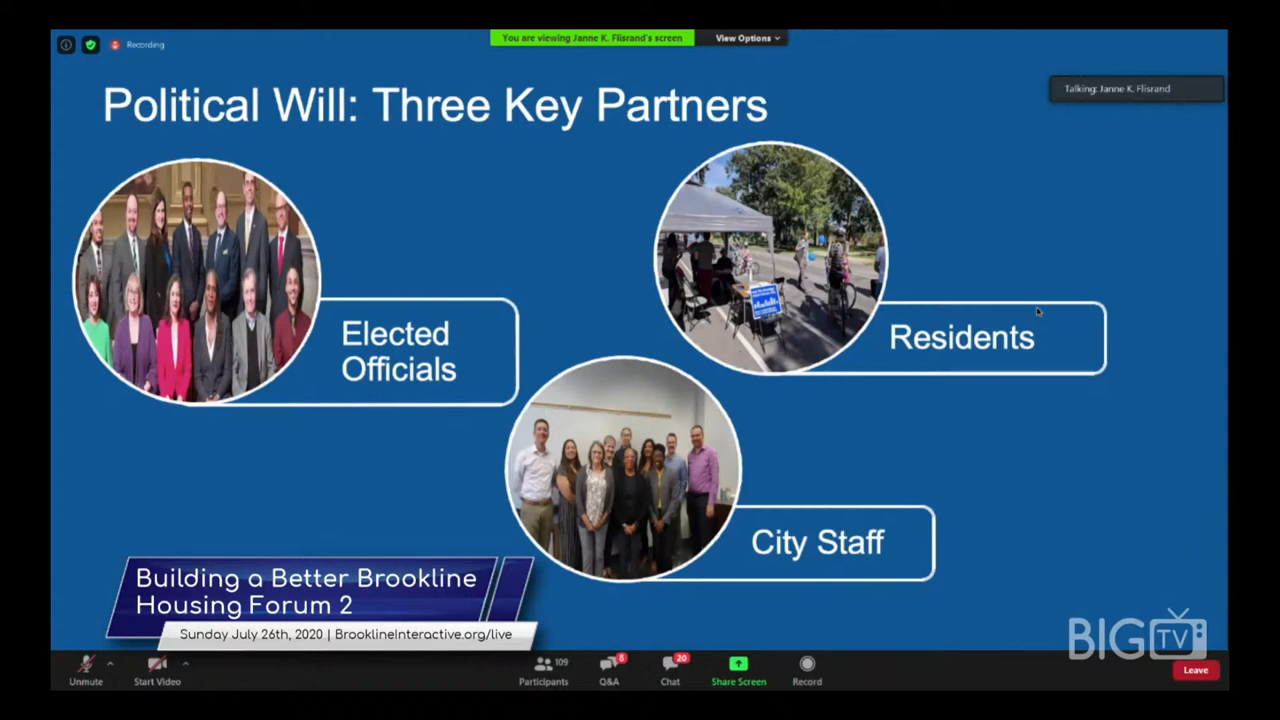 Recording
You are viewing Janne K. Flisrand's screen
View Options
Talking: Janne K. Flisrand
Political Will: Three Key Partners
Elected
Officials
Residents
City Staff
Building a Better Brookline
Housing Forum 2
Sunday July 26th, 2020 | BrooklineInteractive.org/live
BIG TV
Unmute
Start Video
109
Participants
8
Q&A
20
Chat
Share Screen
Record
Leave